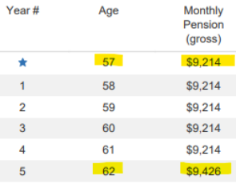 Year # Age Monthly
Pension
(gross)
★ 57 $9,214
1 58 $9,214
2 59 $9,214
3 60 $9,214
4 61 $9,214
5 62 $9,426